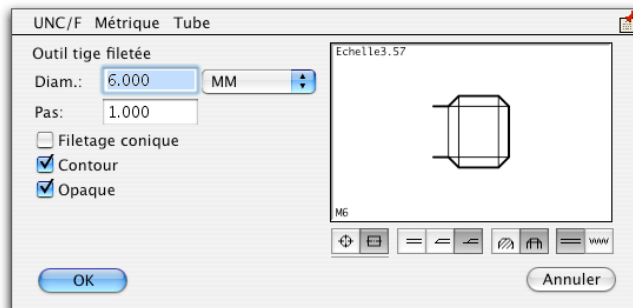 UNC/F Métrique Tube
Outil tige filetée
Diam.: 6.000 MM
Pas: 1.000
Filetage conique
Contour
Opaque
Echelle3.57
M6
OK
Annuler